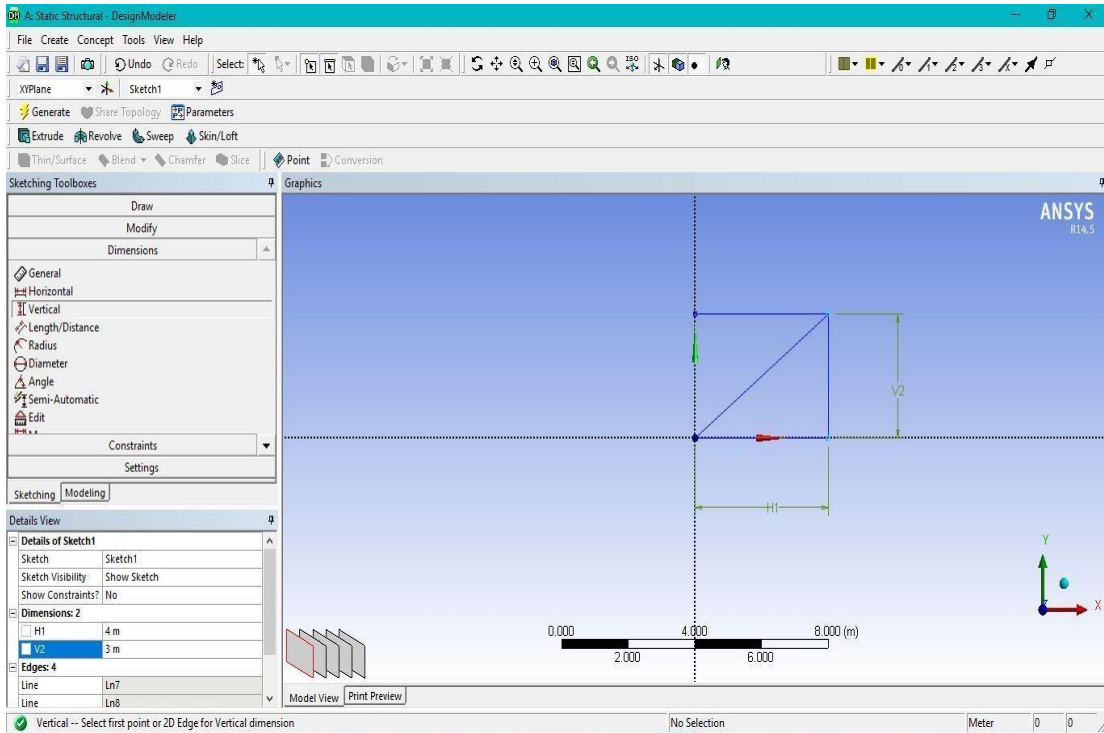 A: Static Structural - DesignModeler
File Create Concept Tools View Help
Undo Redo Select:
XYPlane Sketch1
Generate Share Topology Parameters
Extrude Revolve Sweep Skin/Loft
Thin/Surface Blend Chamfer Slice Point Conversion
Sketching Toolboxes
Draw
Modify
Dimensions
General
Horizontal
Vertical
Length/Distance
Radius
Diameter
Angle
Semi-Automatic
Edit
Constraints
Settings
Sketching Modeling
Details View
Details of Sketch1
Sketch Sketch1
Sketch Visibility Show Sketch
Show Constraints? No
Dimensions: 2
H1 4 m
V2 3 m
Edges: 4
Line Ln7
Line Ln8
Graphics
ANSYS
R14.5
V2
H1
Y
X
0.000 4.000 8.000 (m)
2.000 6.000
Model View Print Preview
Vertical -- Select first point or 2D Edge for Vertical dimension No Selection Meter 0 0